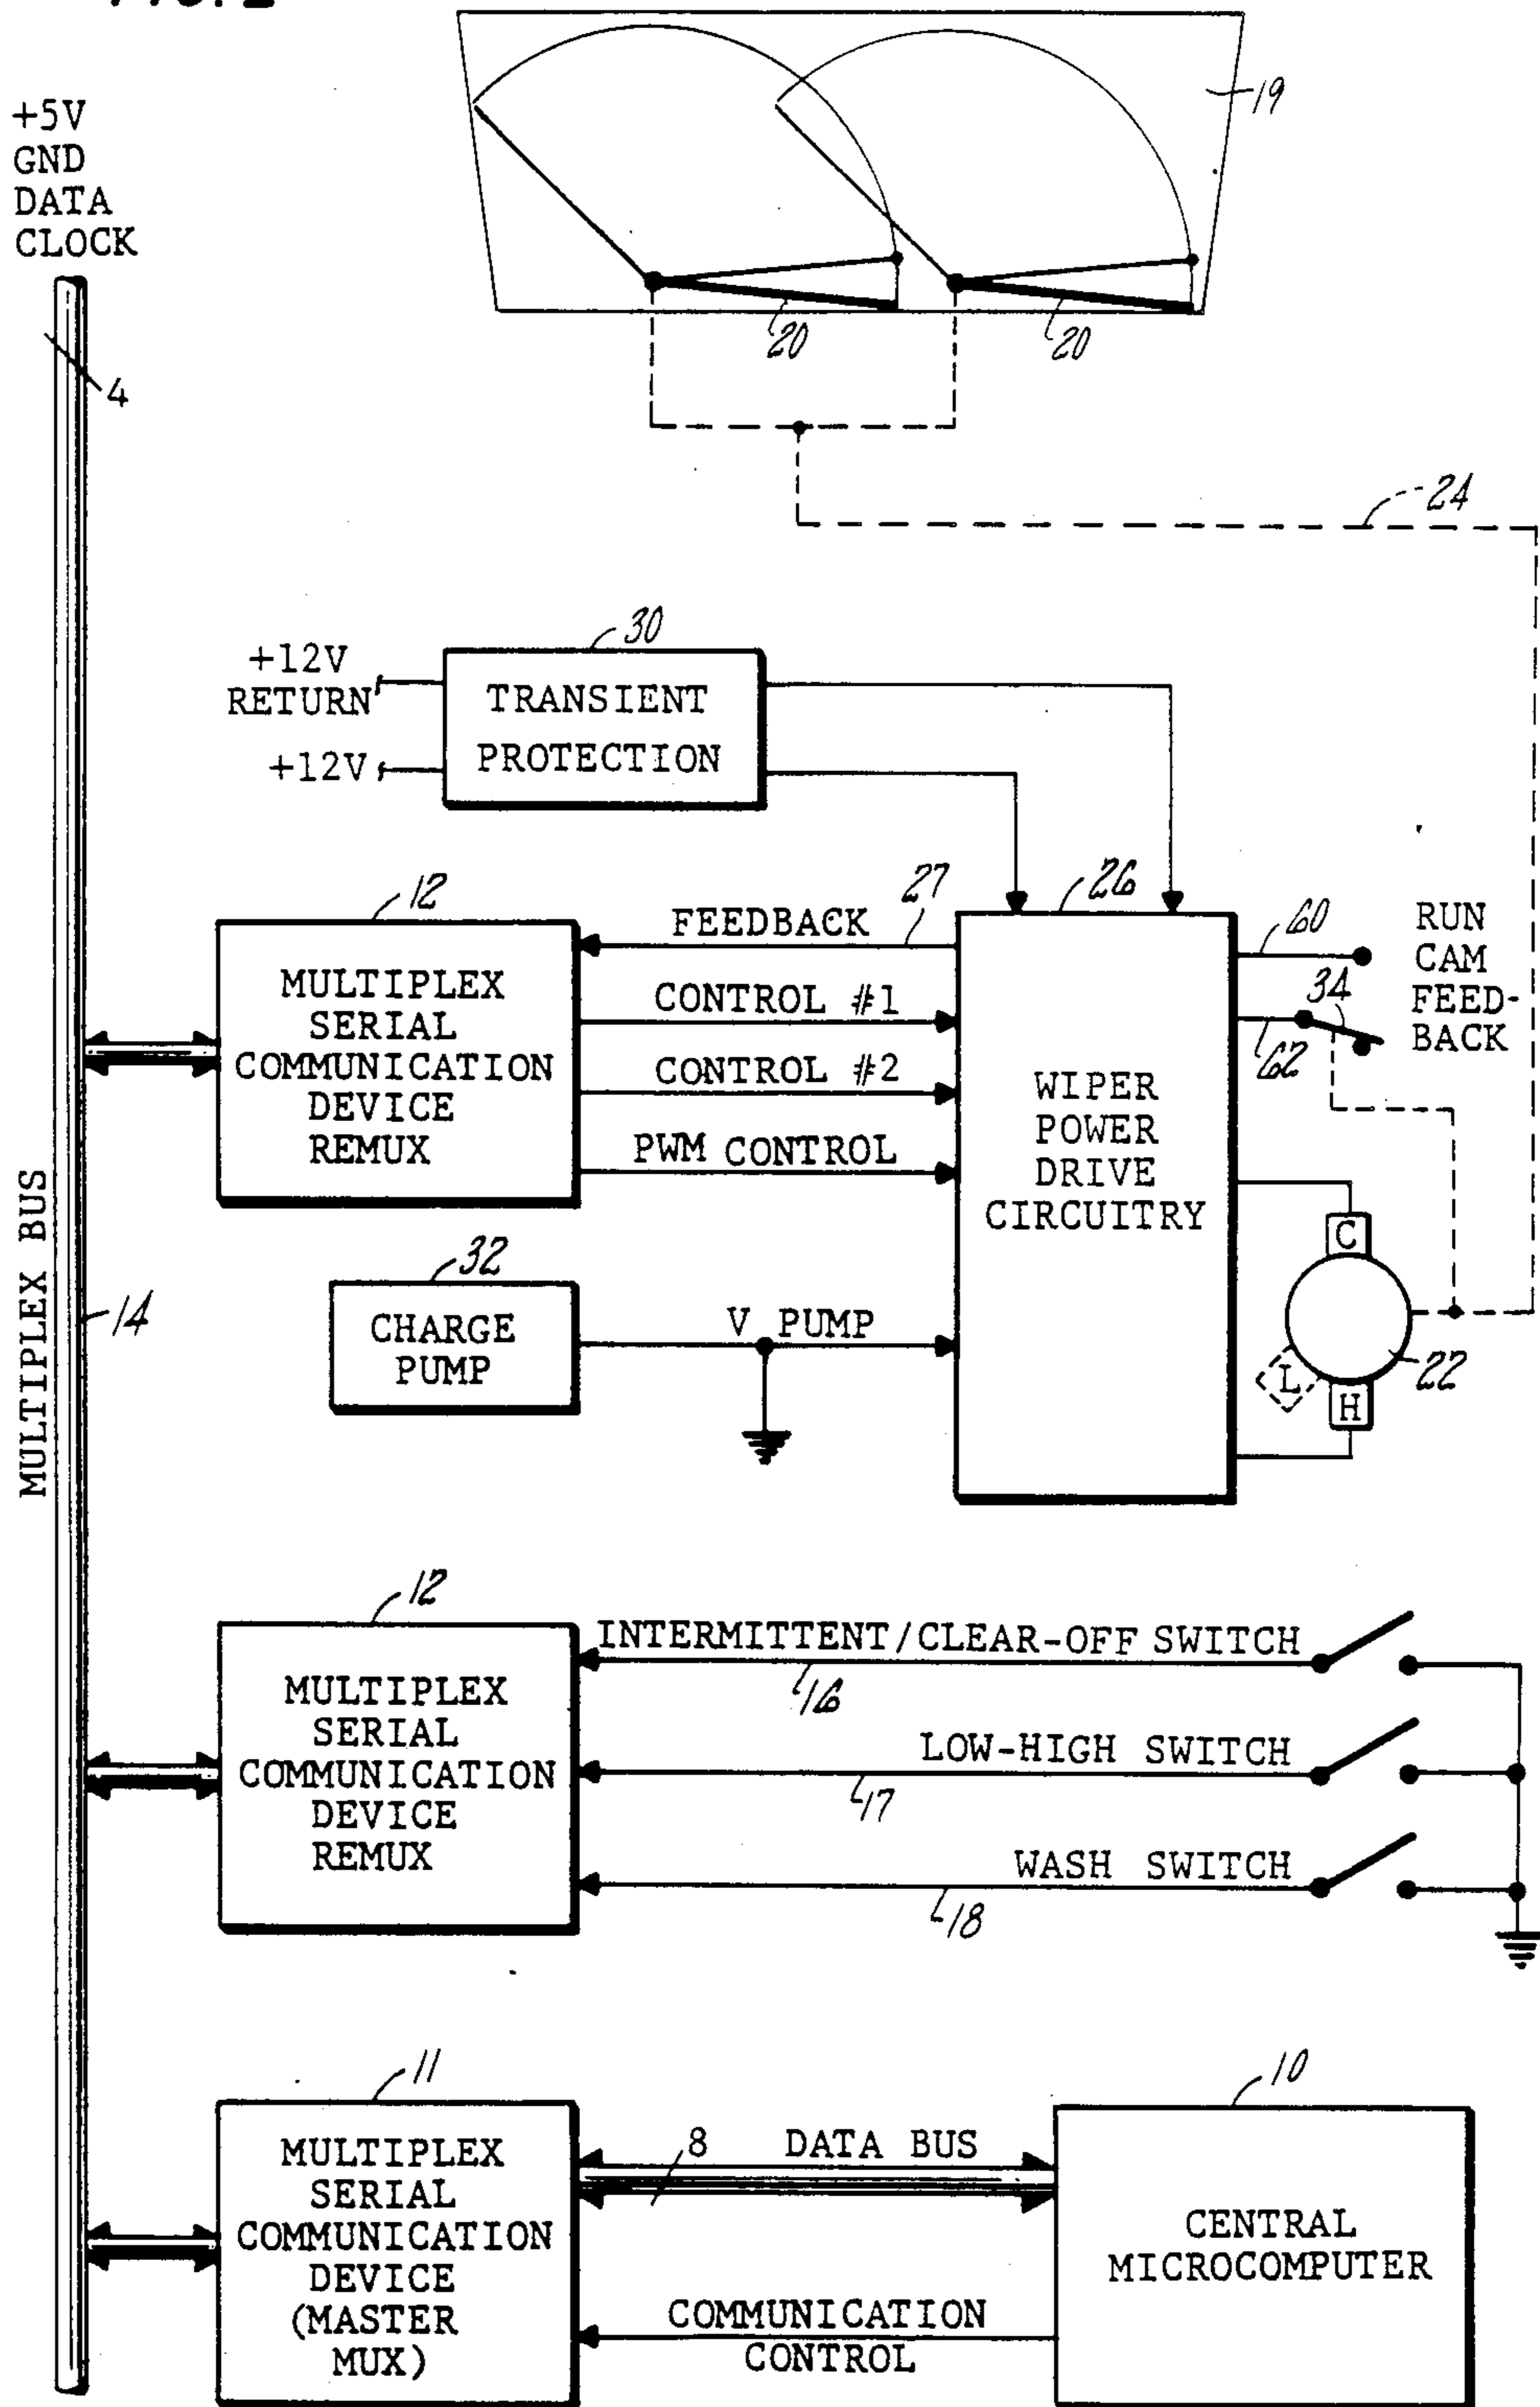 19
+5V
GND
DATA
CLOCK
4
20
20
24
30
+12V
RETURN
+12V
TRANSIENT
PROTECTION
12
FEEDBACK
27
26
60
RUN
CAM
FEED-
BACK
34
62
MULTIPLEX
SERIAL
COMMUNICATION
DEVICE
REMUX
CONTROL #1
CONTROL #2
PWM CONTROL
WIPER
POWER
DRIVE
CIRCUITRY
C
L
H
22
MULTIPLEX BUS
14
32
CHARGE
PUMP
V PUMP
12
MULTIPLEX
SERIAL
COMMUNICATION
DEVICE
REMUX
INTERMITTENT/CLEAR-OFF SWITCH
16
LOW-HIGH SWITCH
17
WASH SWITCH
18
11
MULTIPLEX
SERIAL
COMMUNICATION
DEVICE
(MASTER
MUX)
8 DATA BUS
COMMUNICATION
CONTROL
10
CENTRAL
MICROCOMPUTER